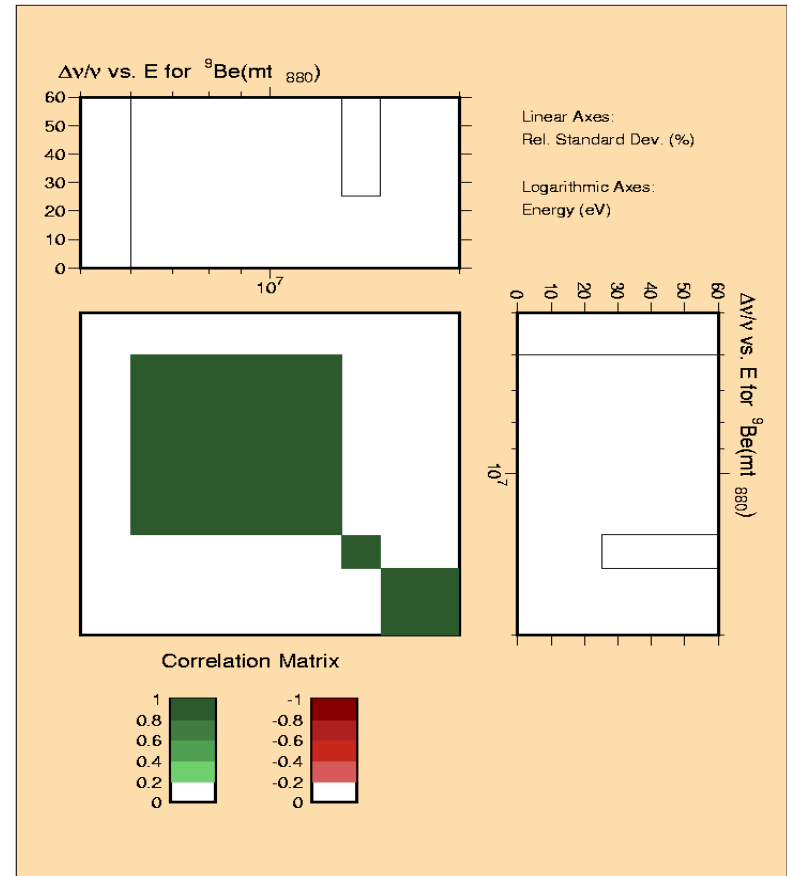 Δν/ν vs. E for ⁹Be(mt ₈₈₀)
60
50
40
30
20
10
0
10⁷
Linear Axes:
Rel. Standard Dev. (%)
Logarithmic Axes:
Energy (eV)
0 10 20 30 40 50 60
Δν/ν vs. E for ⁹Be(mt ₈₈₀)
10⁷
Correlation Matrix
1
0.8
0.6
0.4
0.2
0
-1
-0.8
-0.6
-0.4
-0.2
0